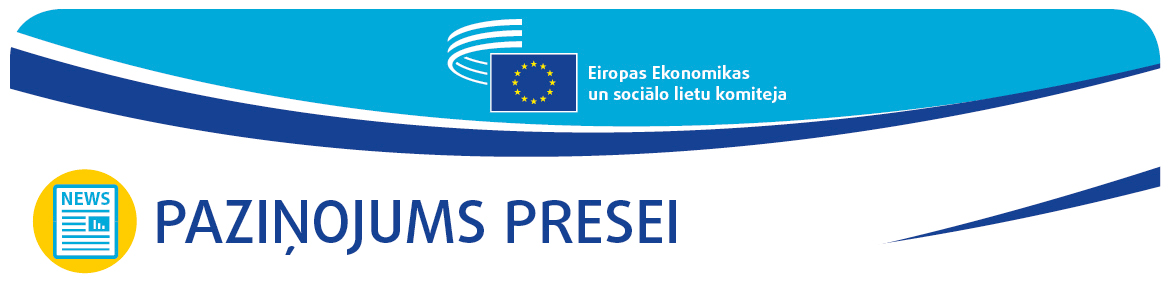 Eiropas Ekonomikas
un sociālo lietu komiteja
NEWS
PAZIŅOJUMS PRESEI